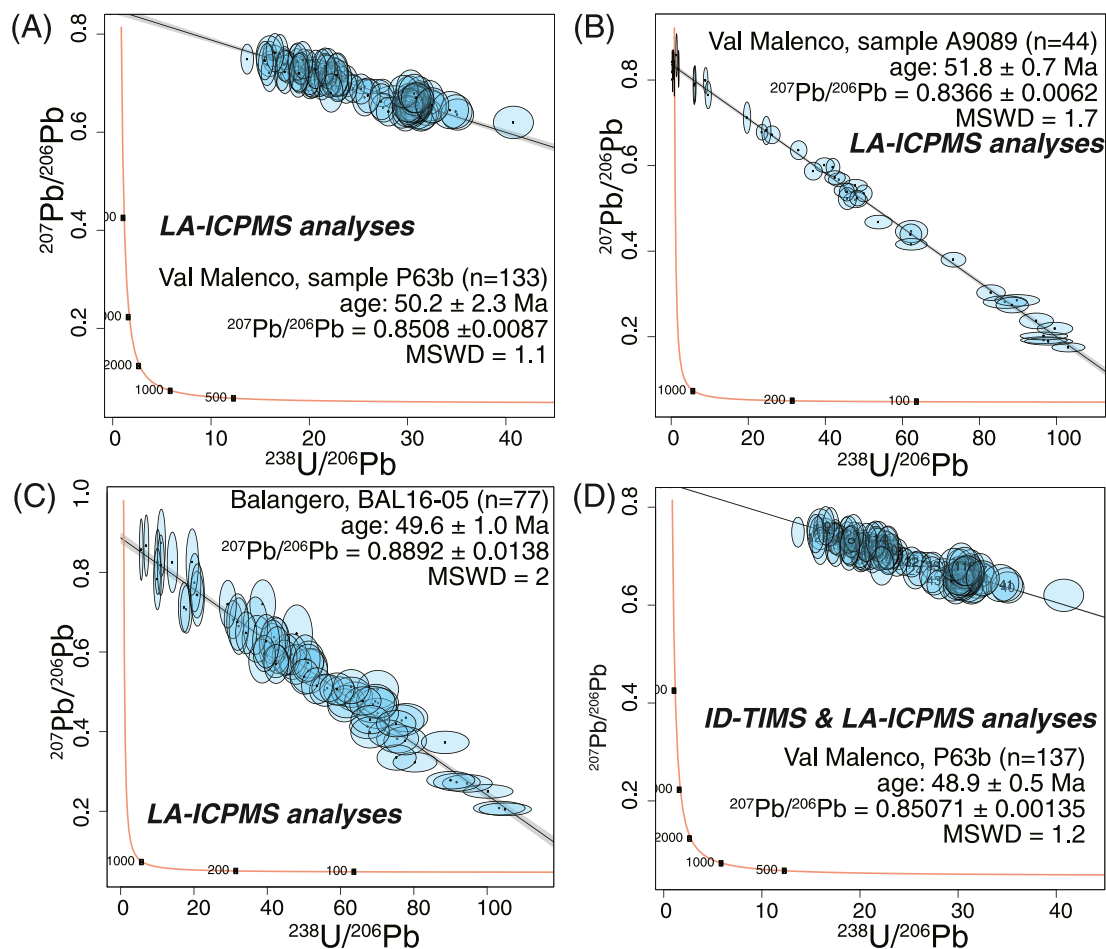 (A)
0.8
0.6
0.4
0.2
207Pb/206Pb
LA-ICPMS analyses
Val Malenco, sample P63b (n=133)
age: 50.2 ± 2.3 Ma
207Pb/206Pb = 0.8508 ±0.0087
MSWD = 1.1
2000
1000
500
0 10 20 30 40
238U/206Pb
(B)
Val Malenco, sample A9089 (n=44)
age: 51.8 ± 0.7 Ma
207Pb/206Pb = 0.8366 ± 0.0062
MSWD = 1.7
LA-ICPMS analyses
0.8
0.6
0.4
0.2
207Pb/206Pb
1000
200
100
0 20 40 60 80 100
238U/206Pb
(C)
Balangero, BAL16-05 (n=77)
age: 49.6 ± 1.0 Ma
207Pb/206Pb = 0.8892 ± 0.0138
MSWD = 2
1.0
0.8
0.6
0.4
0.2
207Pb/206Pb
LA-ICPMS analyses
1000
200
100
0 20 40 60 80 100
238U/206Pb
(D)
0.8
0.6
0.4
0.2
207Pb/206Pb
ID-TIMS & LA-ICPMS analyses
Val Malenco, P63b (n=137)
age: 48.9 ± 0.5 Ma
207Pb/206Pb = 0.85071 ± 0.00135
MSWD = 1.2
2000
1000
500
10 20 30 40
238U/206Pb